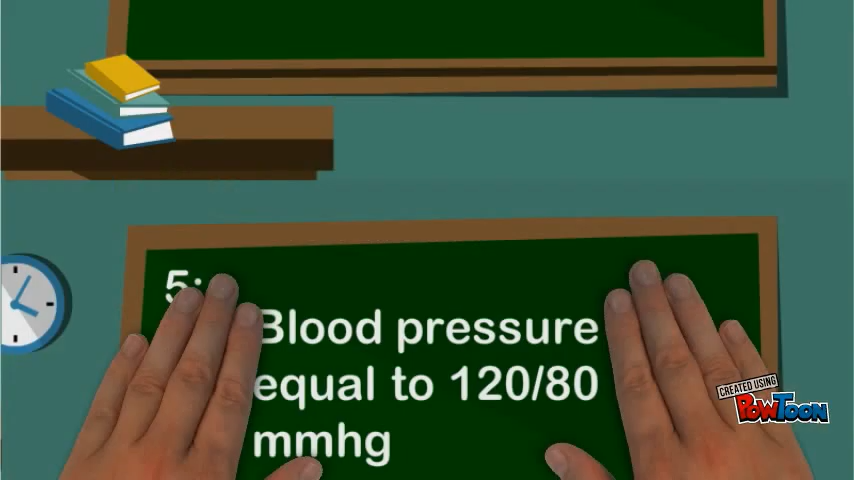 5:
Blood pressure
equal to 120/80
mmhg
CREATED USING
POWTOON